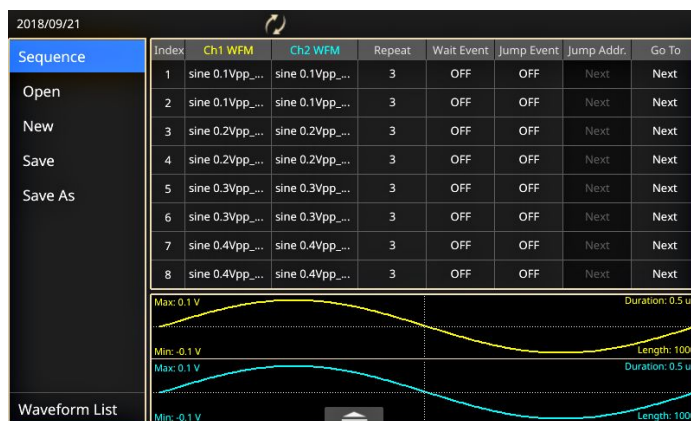 2018/09/21
Sequence
Open
New
Save
Save As
Waveform List
Index Ch1 WFM Ch2 WFM Repeat Wait Event Jump Event Jump Addr. Go To
1 sine 0.1Vpp_... sine 0.1Vpp_... 3 OFF OFF Next Next
2 sine 0.1Vpp_... sine 0.1Vpp_... 3 OFF OFF Next Next
3 sine 0.2Vpp_... sine 0.2Vpp_... 3 OFF OFF Next Next
4 sine 0.2Vpp_... sine 0.2Vpp_... 3 OFF OFF Next Next
5 sine 0.3Vpp_... sine 0.3Vpp_... 3 OFF OFF Next Next
6 sine 0.3Vpp_... sine 0.3Vpp_... 3 OFF OFF Next Next
7 sine 0.4Vpp_... sine 0.4Vpp_... 3 OFF OFF Next Next
8 sine 0.4Vpp_... sine 0.4Vpp_... 3 OFF OFF Next Next
Max: 0.1 V Duration: 0.5 u
Min: -0.1 V Length: 100
Max: 0.1 V Duration: 0.5 u
Min: -0.1 V Length: 100